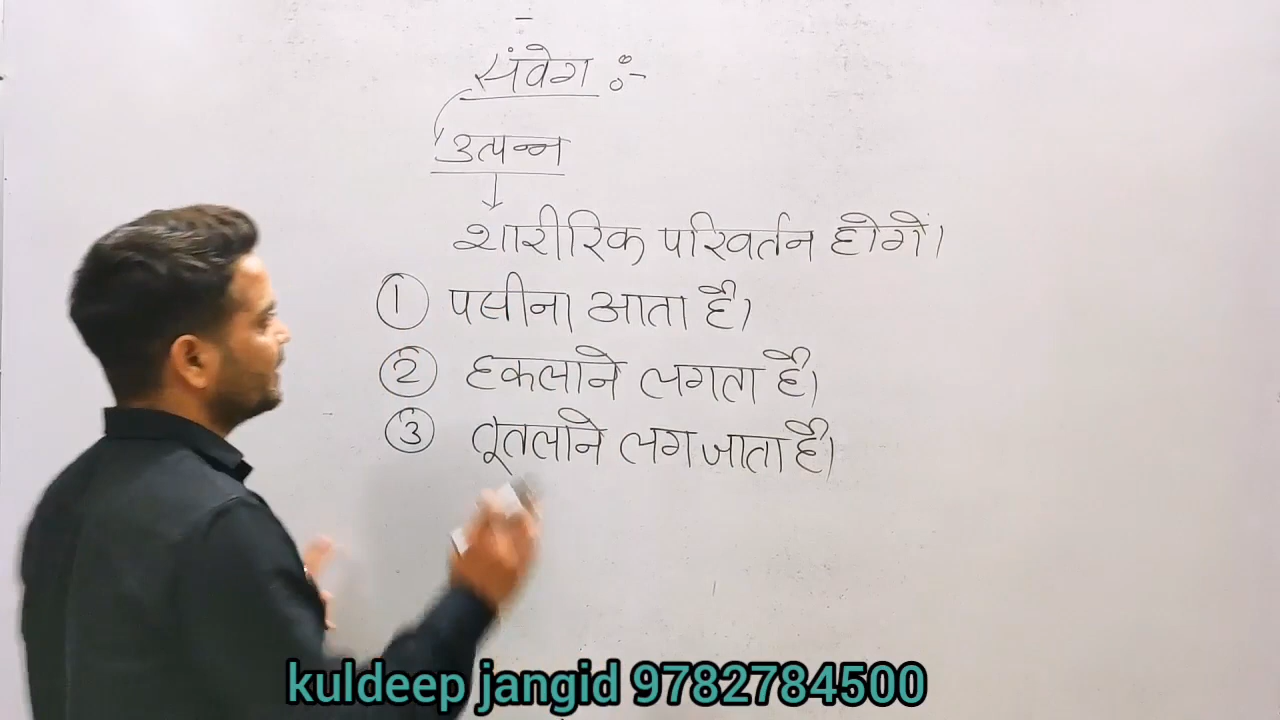 संवेग :-
उत्पन्न
शारीरिक परिवर्तन होगें।
① पसीना आता है।
② हकलाने लगता है।
③ तूतलाने लग जाता है।
kuldeep jangid 9782784500